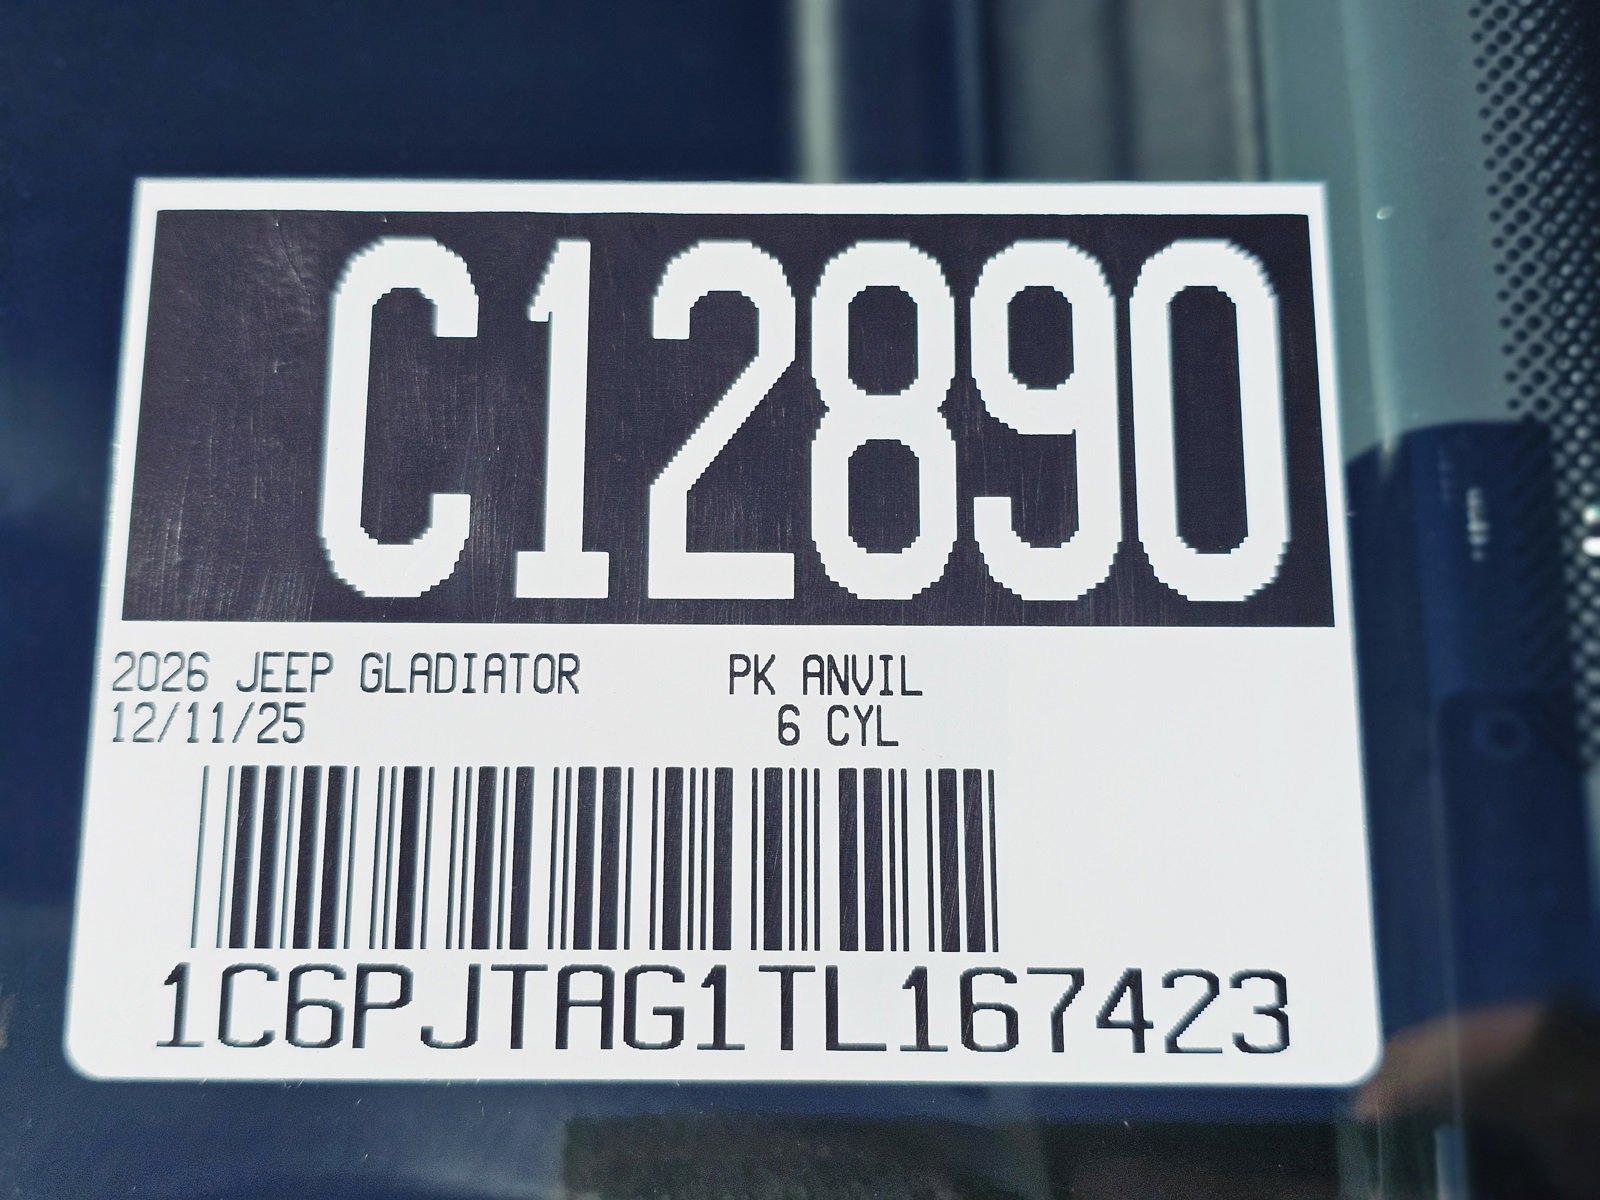 C12890
2026 JEEP GLADIATOR PK ANVIL
12/11/25 6 CYL
1C6PJTAG1TL167423